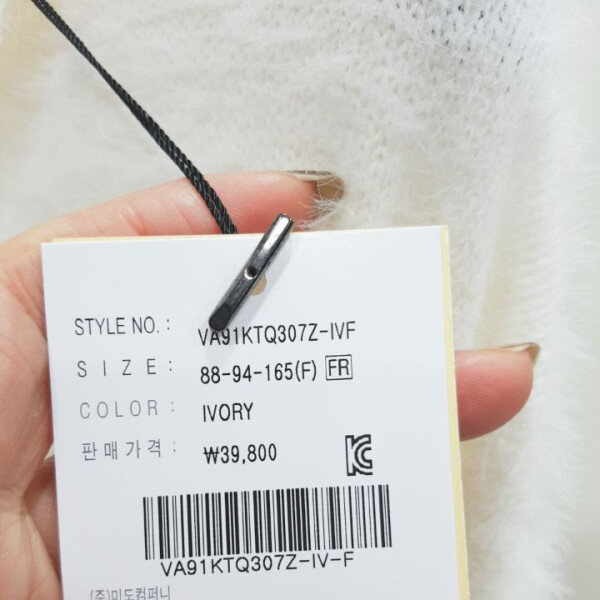 STYLE NO. : VA91KTQ307Z-IVF
SIZE: 88-94-165(F) FR
COLOR: IVORY
판매가격: ₩39,800
VA91KTQ307Z-IV-F
(주)미도컴퍼니